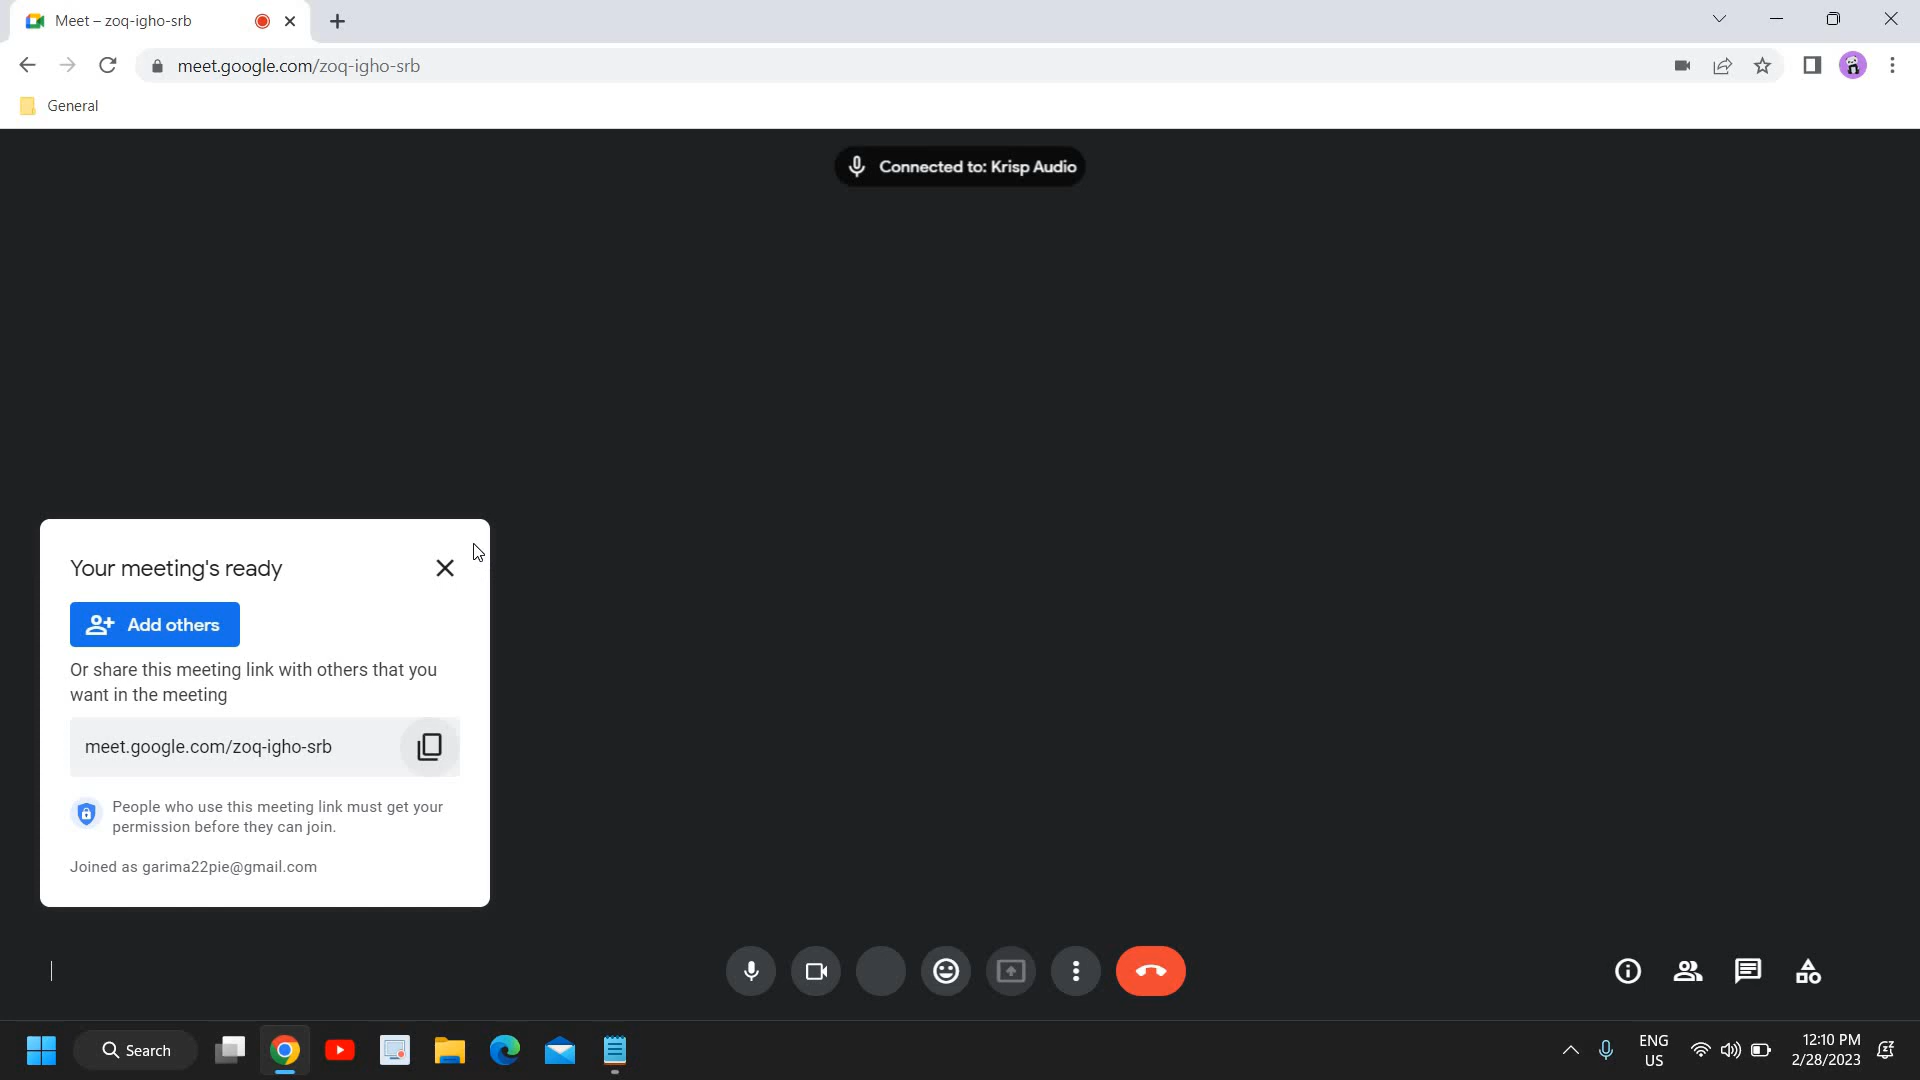 Meet – zoq-igho-srb
meet.google.com/zoq-igho-srb
General
Connected to: Krisp Audio
Your meeting's ready
Add others
Or share this meeting link with others that you
want in the meeting
meet.google.com/zoq-igho-srb
People who use this meeting link must get your
permission before they can join.
Joined as garima22pie@gmail.com
Search
ENG
US
12:10 PM
2/28/2023